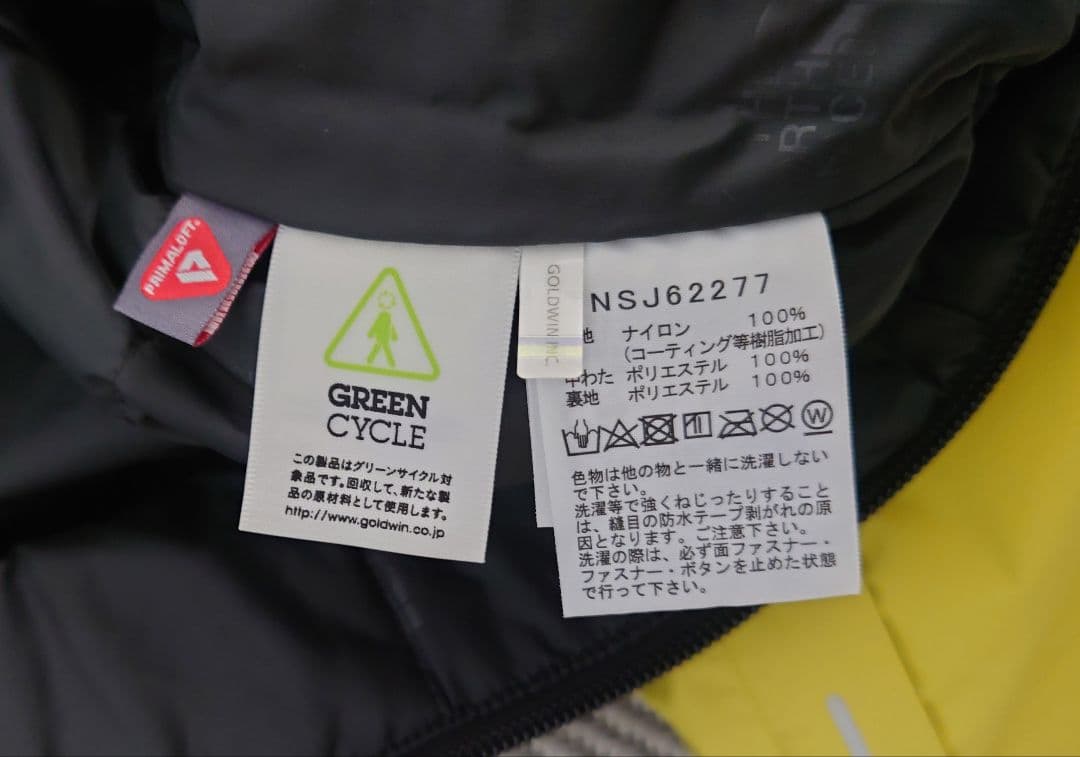 RTH
CE
PRIMALOFT®
GREEN
CYCLE
この製品はグリーンサイクル対
象品です。回収して、新たな製
品の原材料として使用します。
http://www.goldwin.co.jp
GOLDWIN INC.
NSJ62277
地 ナイロン 100%
(コーティング等樹脂加工)
中わた ポリエステル 100%
裏地 ポリエステル 100%
W
色物は他の物と一緒に洗濯しない
で下さい。
洗濯等で強くねじったりすること
は、縫目の防水テープ剥がれの原
因となります。ご注意下さい。
洗濯の際は、必ず面ファスナー・
ファスナー・ボタンを止めた状態
で行って下さい。